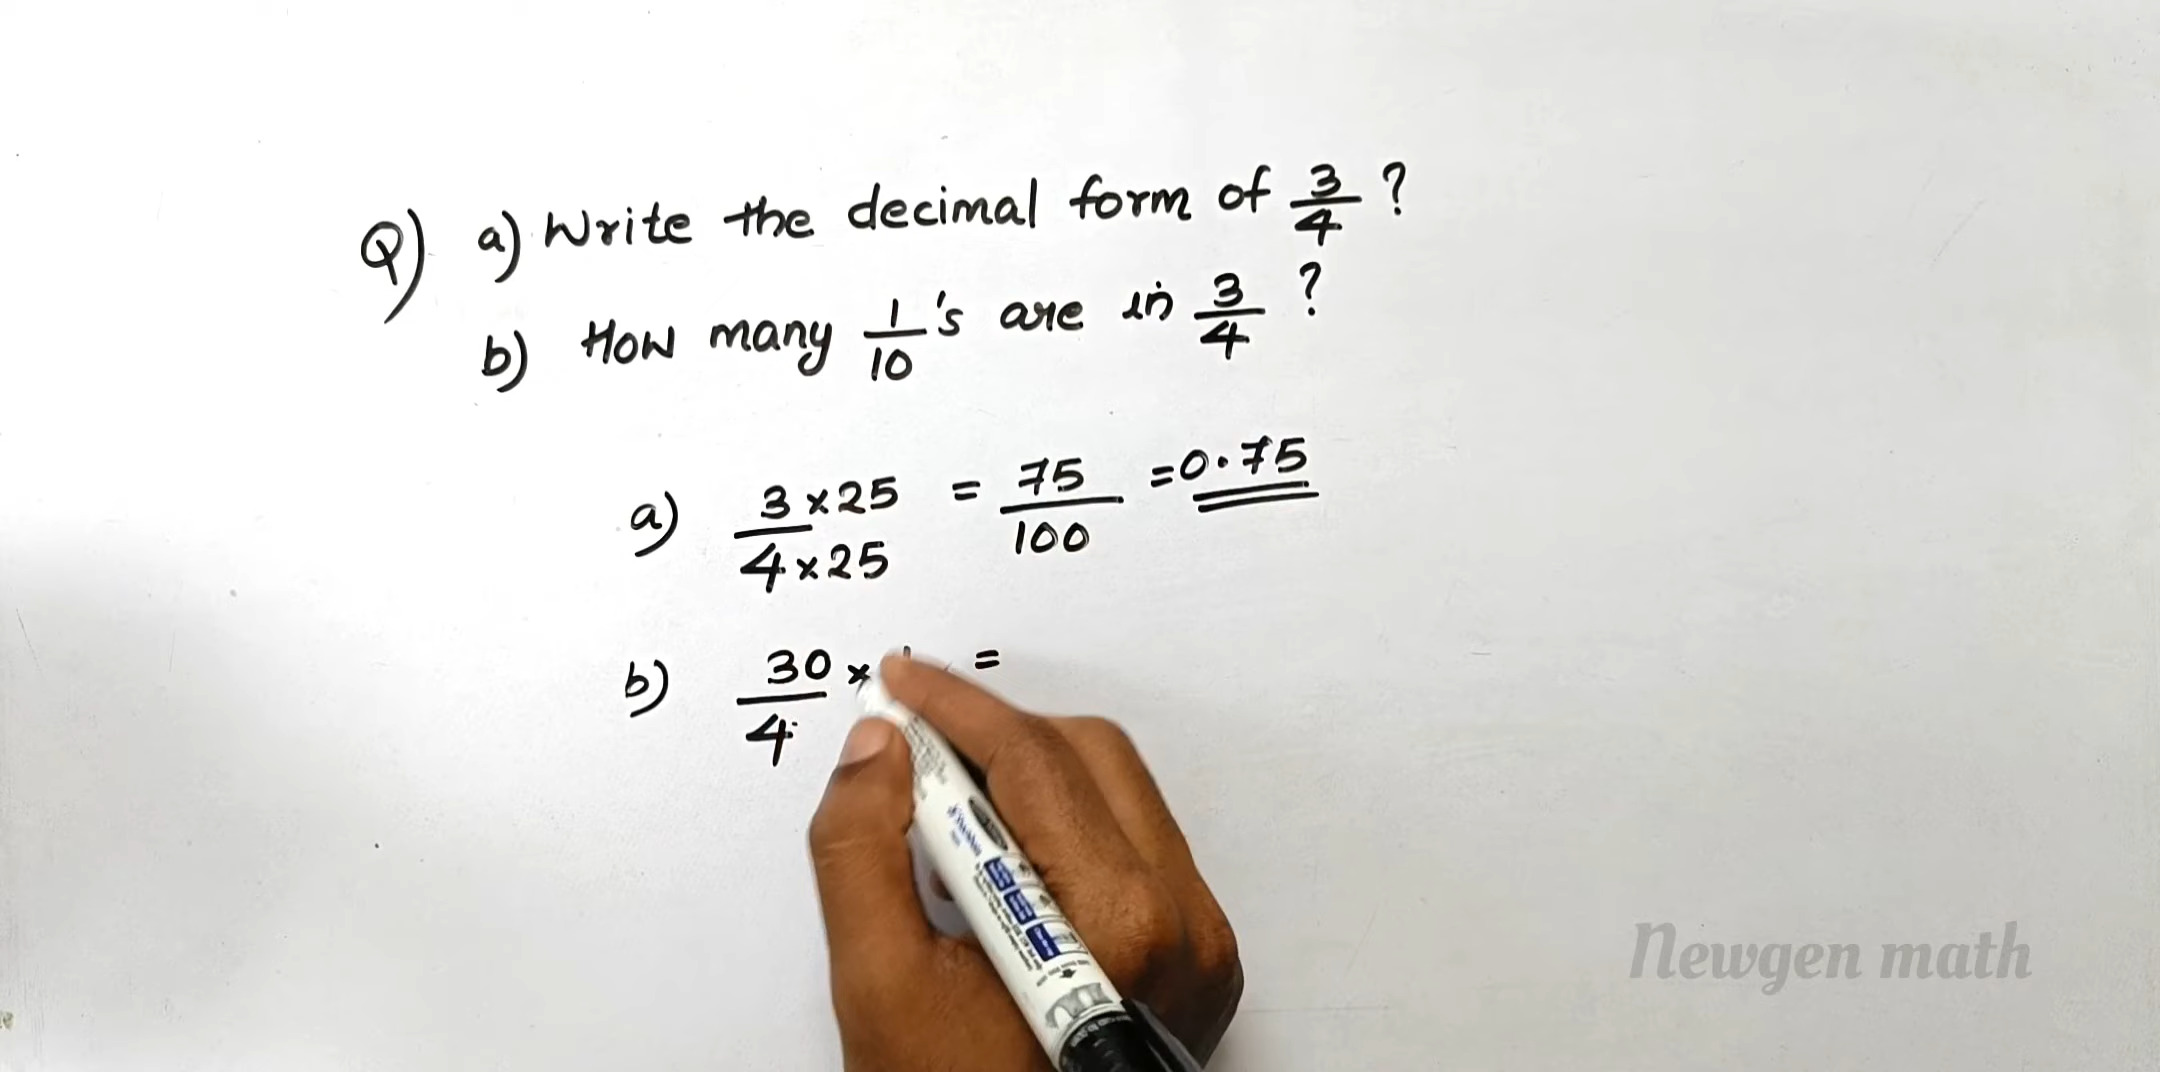 Q) a) Write the decimal form of 3/4 ?
b) How many 1/10's are in 3/4 ?
a) 3×25/4×25 = 75/100 = 0.75
b) 30/4 × =
Newgen math